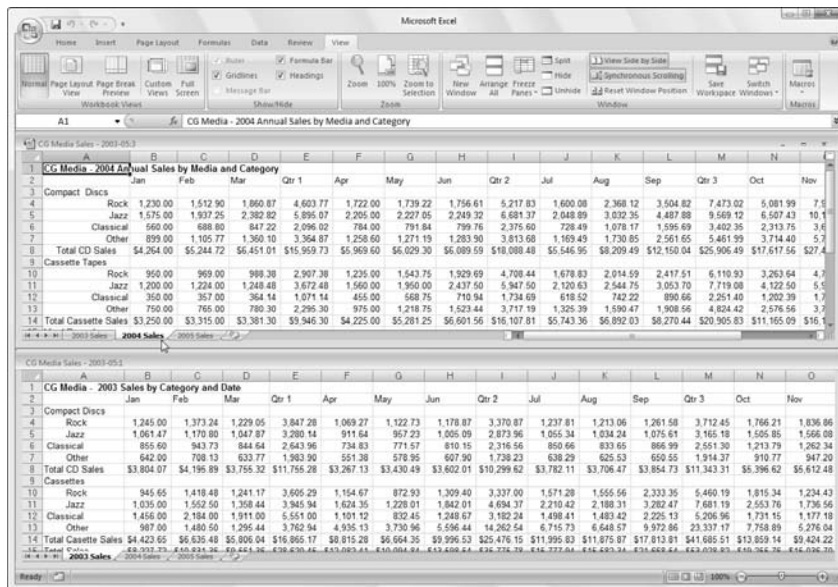 Microsoft Excel
Home Insert Page Layout Formulas Data Review View
Normal Page Layout View Page Break Preview Custom Views Full Screen
Ruler Formula Bar
Gridlines Headings
Message Bar
Zoom 100% Zoom to Selection
New Window Arrange All Freeze Panes
Split
Hide
Unhide
View Side by Side
Synchronous Scrolling
Reset Window Position
Save Workspace Switch Windows Macros
Workbook Views Show/Hide Zoom Window Macros
A1 fx CG Media - 2004 Annual Sales by Media and Category
CG Media Sales - 2003-05:3
A B C D E F G H I J K L M N
1 CG Media - 2004 Annual Sales by Media and Category
2 Jan Feb Mar Qtr 1 Apr May Jun Qtr 2 Jul Aug Sep Qtr 3 Oct Nov
3 Compact Discs
4 Rock 1,230.00 1,512.90 1,860.87 4,603.77 1,722.00 1,739.22 1,756.61 5,217.83 1,600.08 2,368.12 3,504.82 7,473.02 5,081.99
5 Jazz 1,575.00 1,937.25 2,382.82 5,895.07 2,205.00 2,227.05 2,249.32 6,681.37 2,048.89 3,032.35 4,487.88 9,569.12 6,507.43
6 Classical 560.00 688.80 847.22 2,096.02 784.00 791.84 799.76 2,375.60 728.49 1,078.17 1,595.69 3,402.35 2,313.75
7 Other 899.00 1,105.77 1,360.10 3,364.87 1,258.60 1,271.19 1,283.90 3,813.68 1,169.49 1,730.85 2,561.65 5,461.99 3,714.40
8 Total CD Sales $4,264.00 $5,244.72 $6,451.01 $15,959.73 $5,969.60 $6,029.30 $6,089.59 $18,088.48 $5,546.95 $8,209.49 $12,150.04 $25,906.49 $17,617.56
9 Cassette Tapes
10 Rock 950.00 969.00 988.38 2,907.38 1,235.00 1,543.75 1,929.69 4,708.44 1,678.83 2,014.59 2,417.51 6,110.93 3,263.64
11 Jazz 1,200.00 1,224.00 1,248.48 3,672.48 1,560.00 1,950.00 2,437.50 5,947.50 2,120.63 2,544.75 3,053.70 7,719.08 4,122.50
12 Classical 350.00 357.00 364.14 1,071.14 455.00 568.75 710.94 1,734.69 618.52 742.22 890.66 2,251.40 1,202.39
13 Other 750.00 765.00 780.30 2,295.30 975.00 1,218.75 1,523.44 3,717.19 1,325.39 1,590.47 1,908.56 4,824.42 2,576.56
14 Total Cassette Sales $3,250.00 $3,315.00 $3,381.30 $9,946.30 $4,225.00 $5,281.25 $6,601.56 $16,107.81 $5,743.36 $6,892.03 $8,270.44 $20,905.83 $11,165.09
2003 Sales 2004 Sales 2005 Sales
CG Media Sales - 2003-05:1
A B C D E F G H I J K L M N O
1 CG Media - 2003 Sales by Category and Date
2 Jan Feb Mar Qtr 1 Apr May Jun Qtr 2 Jul Aug Sep Qtr 3 Oct Nov
3 Compact Discs
4 Rock 1,245.00 1,373.24 1,229.05 3,847.28 1,069.27 1,122.73 1,178.87 3,370.87 1,237.81 1,213.06 1,261.58 3,712.45 1,766.21 1,836.86
5 Jazz 1,061.47 1,170.80 1,047.87 3,280.14 911.64 957.23 1,005.09 2,873.96 1,055.34 1,034.24 1,075.61 3,165.18 1,505.85 1,566.08
6 Classical 855.60 943.73 844.64 2,643.96 734.83 771.57 810.15 2,316.56 850.66 833.65 866.99 2,551.30 1,213.79 1,262.34
7 Other 642.00 708.13 633.77 1,983.90 551.38 578.95 607.90 1,738.23 638.29 625.53 650.55 1,914.37 910.77 947.20
8 Total CD Sales $3,804.07 $4,195.89 $3,755.32 $11,755.28 $3,267.13 $3,430.49 $3,602.01 $10,299.62 $3,782.11 $3,706.47 $3,854.73 $11,343.31 $5,396.62 $5,612.48
9 Cassettes
10 Rock 945.65 1,418.48 1,241.17 3,605.29 1,154.67 872.93 1,309.40 3,337.00 1,571.28 1,555.56 2,333.35 5,460.19 1,815.34 1,234.43
11 Jazz 1,035.00 1,552.50 1,358.44 3,945.94 1,624.35 1,228.01 1,842.01 4,694.37 2,210.42 2,188.31 3,282.47 7,681.19 2,553.76 1,736.56
12 Classical 1,456.00 2,184.00 1,911.00 5,551.00 1,101.12 832.45 1,248.67 3,182.24 1,498.41 1,483.42 2,225.13 5,206.96 1,731.15 1,177.18
13 Other 987.00 1,480.50 1,295.44 3,762.94 4,935.13 3,730.96 5,596.44 14,262.54 6,715.73 6,648.57 9,972.86 23,337.17 7,758.89 5,276.04
14 Total Casette Sales $4,423.65 $6,635.48 $5,806.04 $16,865.17 $8,815.28 $6,664.35 $9,996.53 $25,476.15 $11,995.83 $11,875.87 $17,813.81 $41,685.51 $13,859.14 $9,424.22
2003 Sales 2004 Sales 2005 Sales
Ready 100%